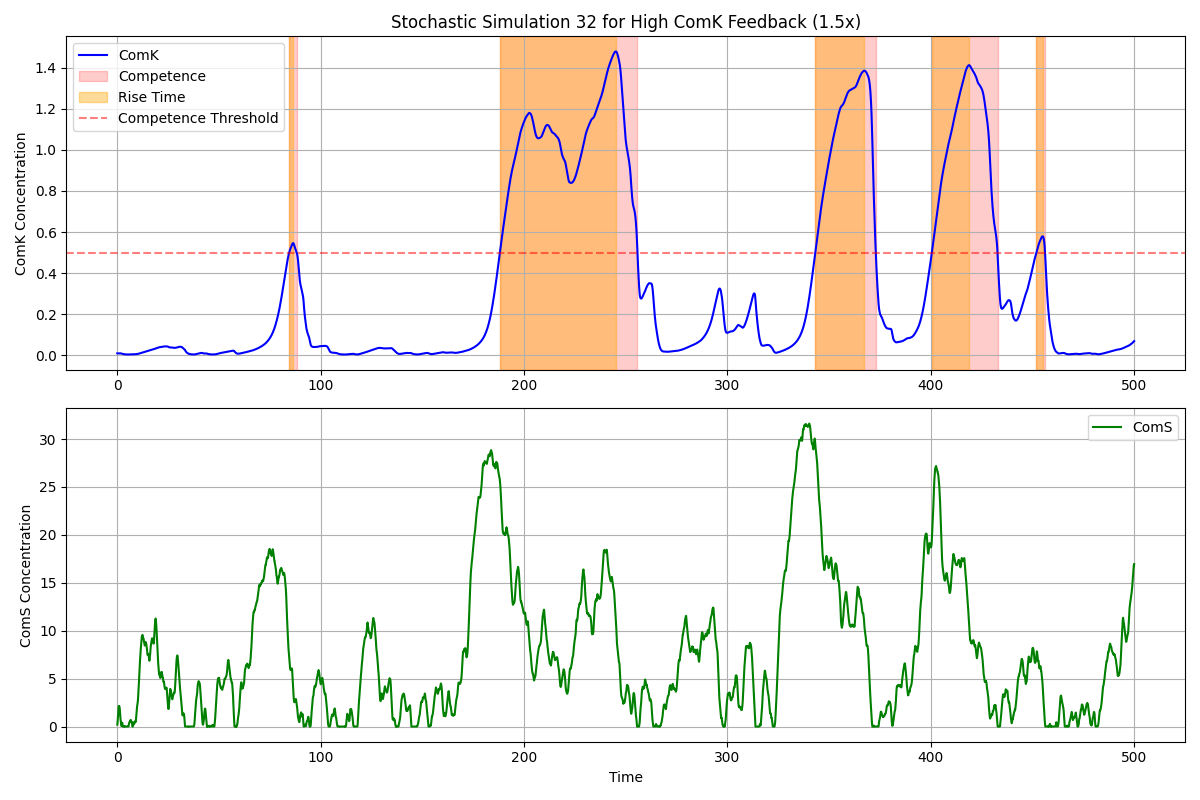 Stochastic Simulation 32 for High ComK Feedback (1.5x)
ComK
Competence
Rise Time
Competence Threshold
ComK Concentration
1.4
1.2
1.0
0.8
0.6
0.4
0.2
0.0
0 100 200 300 400 500
ComS
ComS Concentration
30
25
20
15
10
5
0
0 100 200 300 400 500
Time